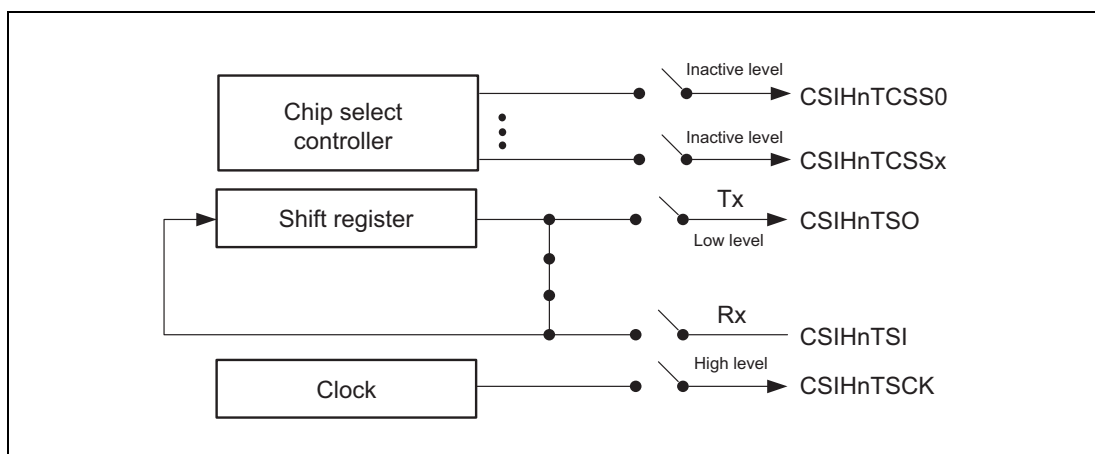 Chip select
controller
Inactive level
CSIHnTCSS0
Inactive level
CSIHnTCSSx
Shift register
Tx
Low level
CSIHnTSO
Rx
CSIHnTSI
Clock
High level
CSIHnTSCK